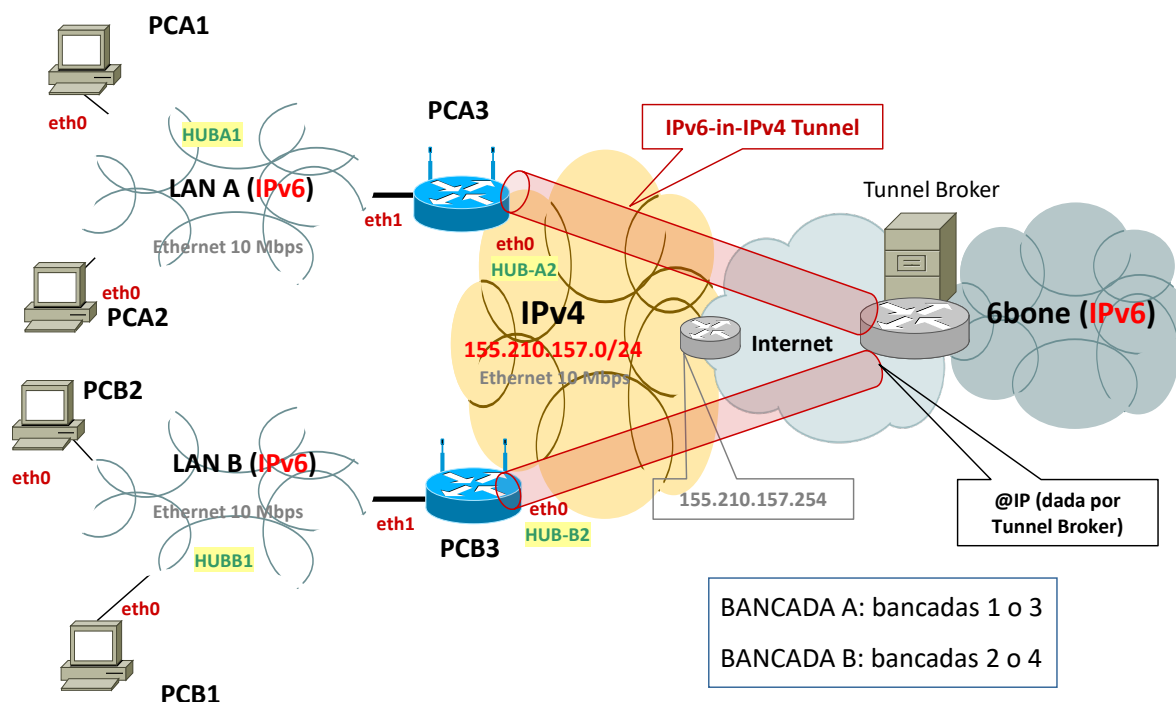 PCA1
eth0
HUBA1
LAN A (IPv6)
Ethernet 10 Mbps
eth0
PCA2
PCA3
eth1
eth0
HUB-A2
IPv6-in-IPv4 Tunnel
Tunnel Broker
IPv4
155.210.157.0/24
Ethernet 10 Mbps
Internet
6bone (IPv6)
PCB2
eth0
LAN B (IPv6)
Ethernet 10 Mbps
HUBB1
eth0
PCB1
eth1
PCB3
eth0
HUB-B2
155.210.157.254
@IP (dada por
Tunnel Broker)
BANCADA A: bancadas 1 o 3
BANCADA B: bancadas 2 o 4